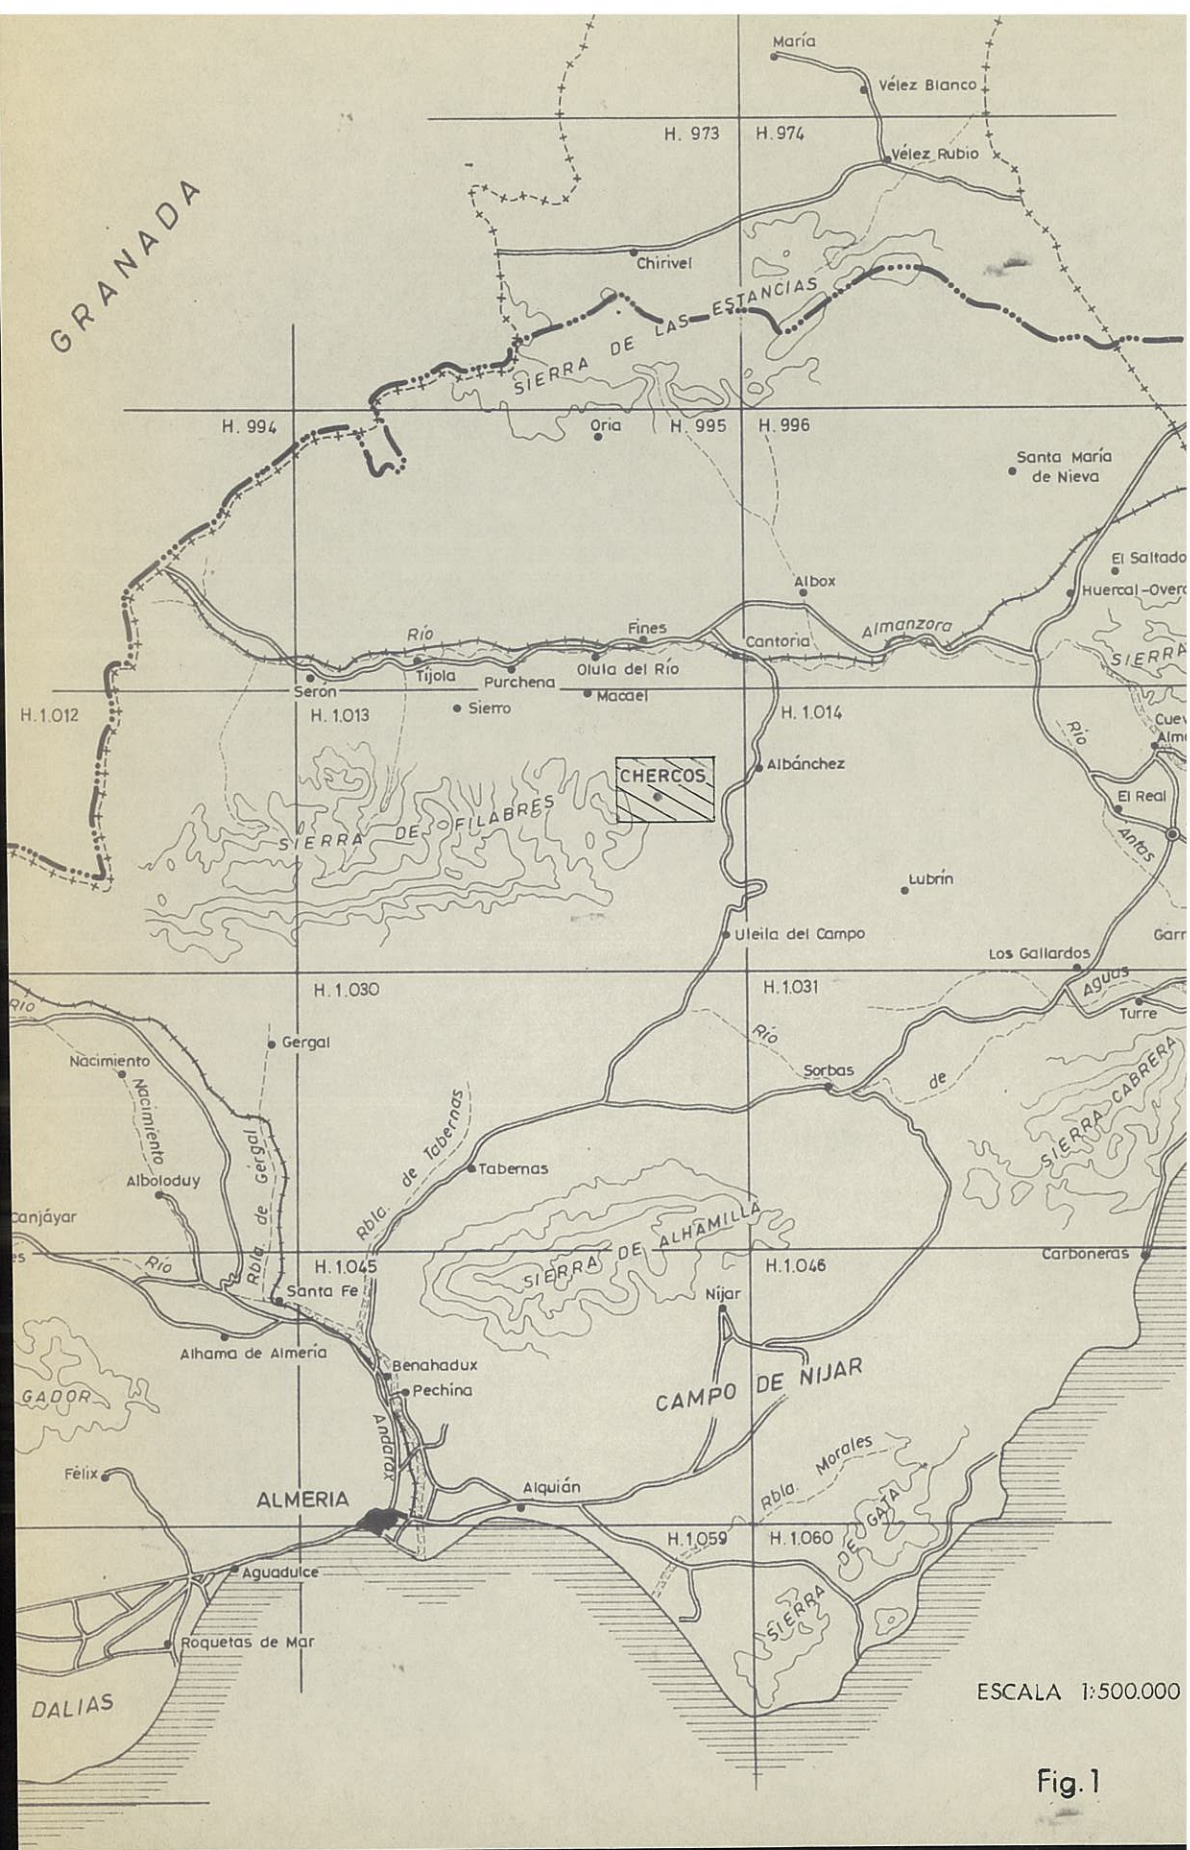 María
Vélez Blanco
H. 973
H. 974
Vélez Rubio
GRANADA
Chirivel
SIERRA DE LAS ESTANCIAS
H. 994
Oria
H. 995
H. 996
Santa María
de Nieva
El Saltado
Albox
Huercal-Over
Río
Fines
Almanzora
Cantoria
SIERRA
Tíjola
Olula del Río
Purchena
Serón
Macael
Sierro
H. 1.012
H. 1.013
H. 1.014
Río
Cuev
Alma
CHERCOS
Albánchez
El Real
SIERRA DE FILABRES
Antas
Lubrín
Uleila del Campo
Garr
Los Gallardos
H. 1.030
H. 1.031
Aguas
Río
Turre
Gergal
Río
Nacimiento
Sorbas
de
Nacimiento
SIERRA CABRERA
Rbla. de Gérgal
Rbla. de Tabernas
Tabernas
Alboloduy
Canjáyar
es
SIERRA DE ALHAMILLA
Carboneras
Río
H. 1.045
H. 1.046
Santa Fe
Níjar
Alhama de Almería
Benahadux
Pechina
CAMPO DE NIJAR
GADOR
Andarax
Rbla. Morales
Félix
Alquián
ALMERIA
H. 1.059
H. 1.060
SIERRA DE GATA
Aguadulce
Roquetas de Mar
DALIAS
ESCALA 1:500.000
Fig. 1